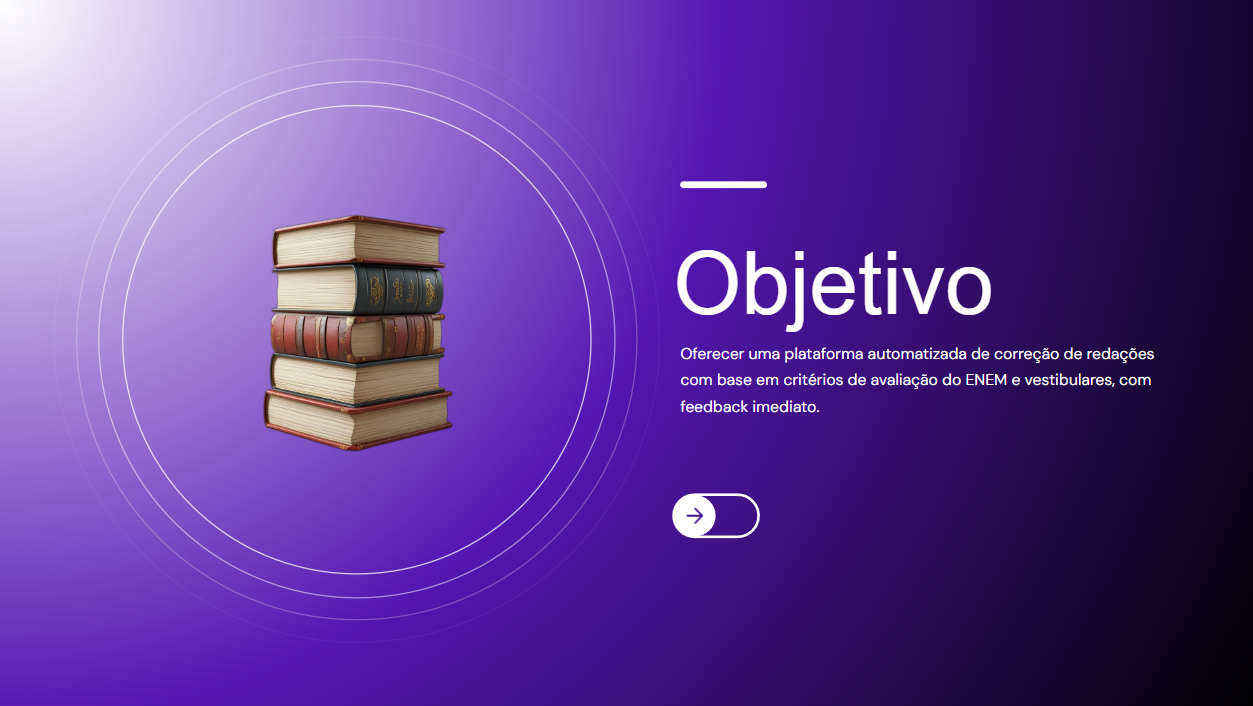 Objetivo
Oferecer uma plataforma automatizada de correção de redações
com base em critérios de avaliação do ENEM e vestibulares, com
feedback imediato.